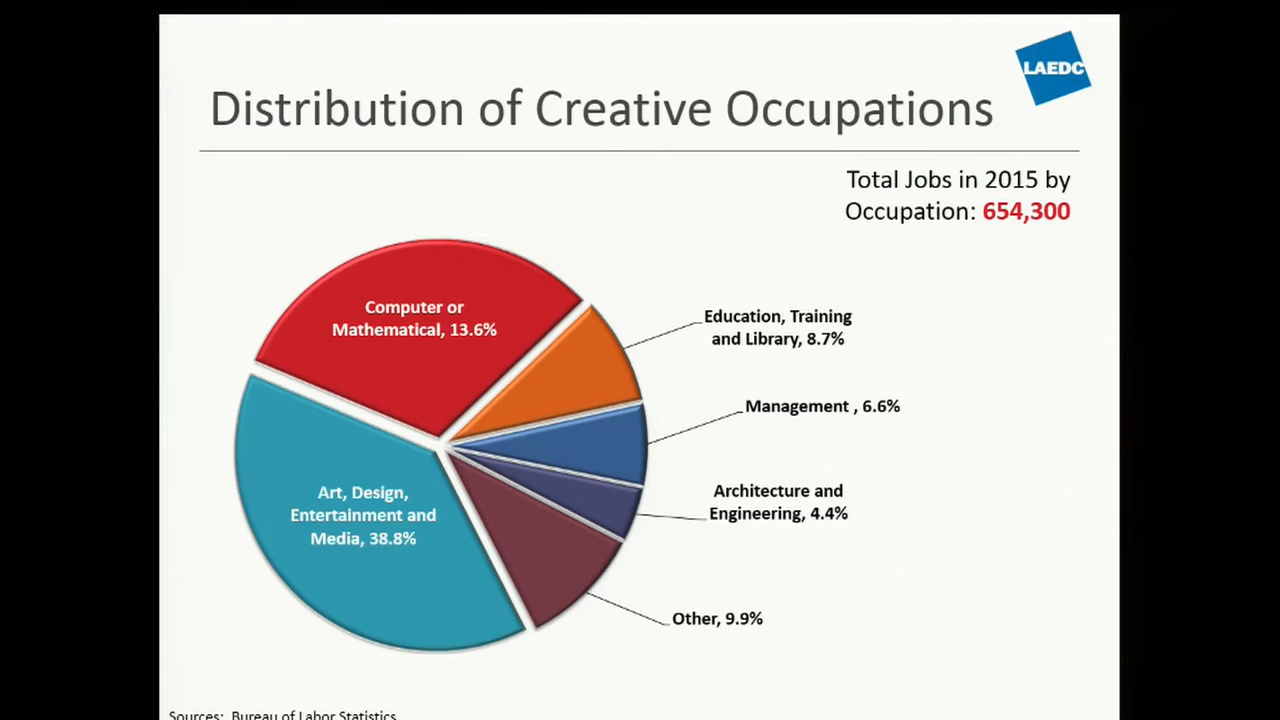 LAEDC
Distribution of Creative Occupations
Total Jobs in 2015 by
Occupation: 654,300
Computer or
Mathematical, 13.6%
Education, Training
and Library, 8.7%
Management , 6.6%
Architecture and
Engineering, 4.4%
Art, Design,
Entertainment and
Media, 38.8%
Other, 9.9%
Sources: Bureau of Labor Statistics